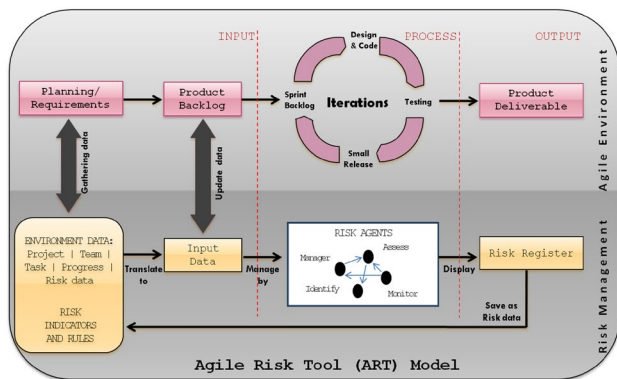 INPUT
PROCESS
OUTPUT
Planning/
Requirements
Product
Backlog
Design
& Code
Sprint
Backlog
Iterations
Testing
Small
Release
Product
Deliverable
Agile Environment
Gathering data
Update data
ENVIRONMENT DATA:
Project | Team |
Task | Progress |
Risk data
RISK
INDICATORS
AND RULES
Translate
to
Input
Data
Manage
by
RISK AGENTS
Assess
Manager
Identify
Monitor
Display
Risk Register
Save as
Risk data
Risk Management
Agile Risk Tool (ART) Model